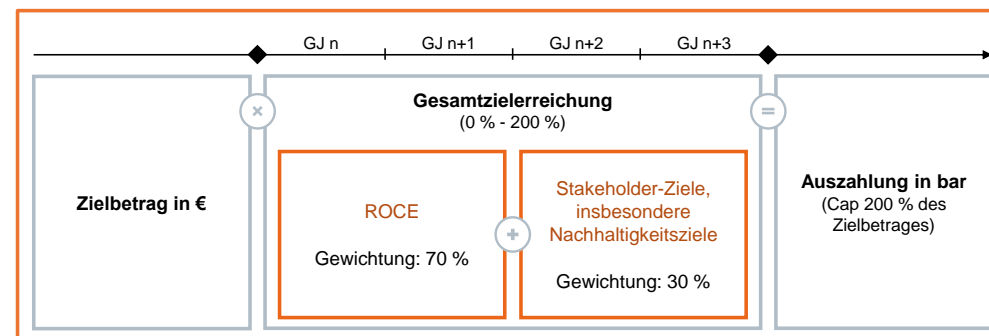 GJ n GJ n+1 GJ n+2 GJ n+3
Zielbetrag in €
×
Gesamtzielerreichung
(0 % - 200 %)
ROCE
Gewichtung: 70 %
+
Stakeholder-Ziele,
insbesondere
Nachhaltigkeitsziele
Gewichtung: 30 %
=
Auszahlung in bar
(Cap 200 % des
Zielbetrages)